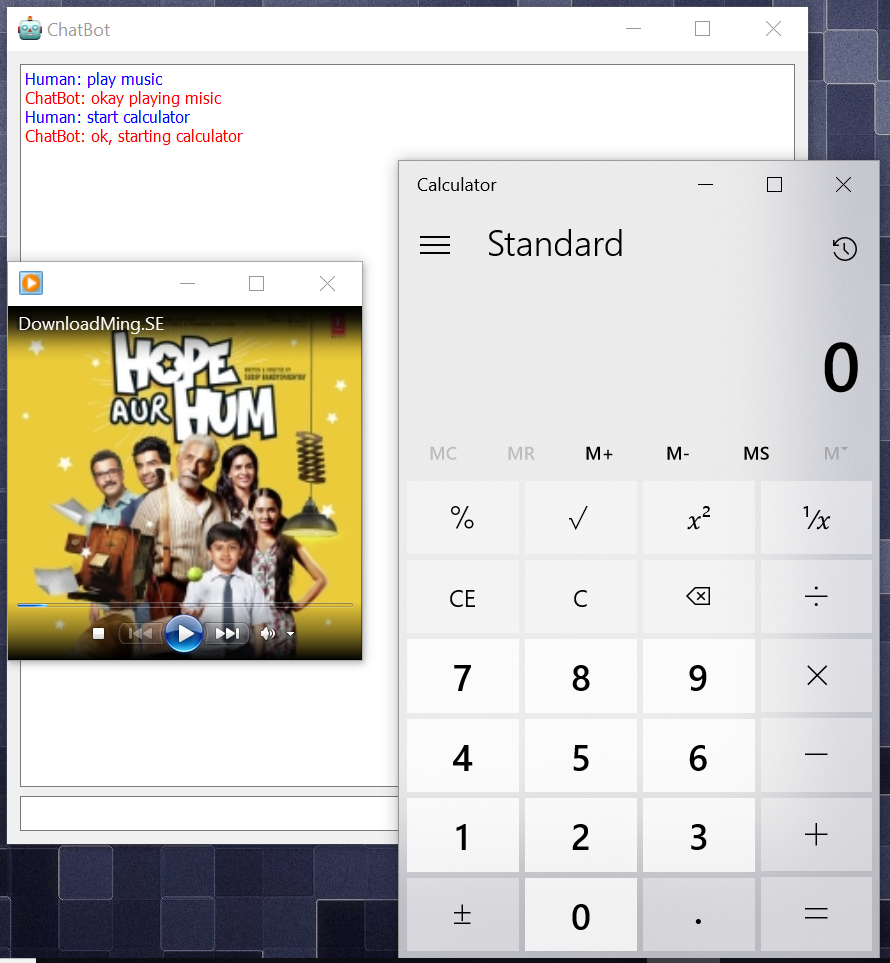 ChatBot
Human: play music
ChatBot: okay playing misic
Human: start calculator
ChatBot: ok, starting calculator
DownloadMing.SE
HOPE
AUR HUM
Calculator
Standard
0
MC MR M+ M- MS M
% √ x² ¹/x
CE C ÷
7 8 9 ×
4 5 6 −
1 2 3 +
± 0 . =